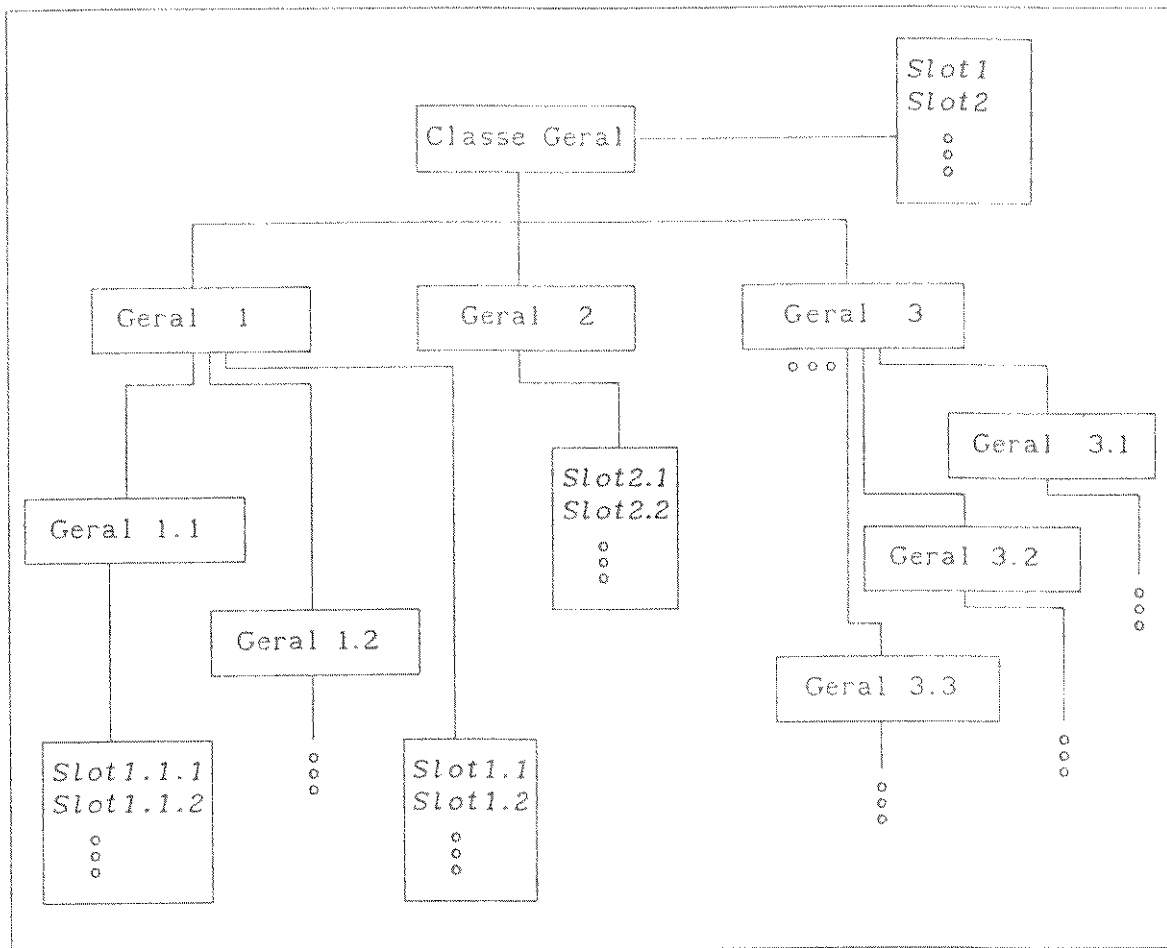 Slot1
Slot2
Classe Geral
Geral 1
Geral 2
Geral 3
Geral 3.1
Slot2.1
Slot2.2
Geral 1.1
Geral 3.2
Geral 1.2
Geral 3.3
Slot1.1.1
Slot1.1.2
Slot1.1
Slot1.2